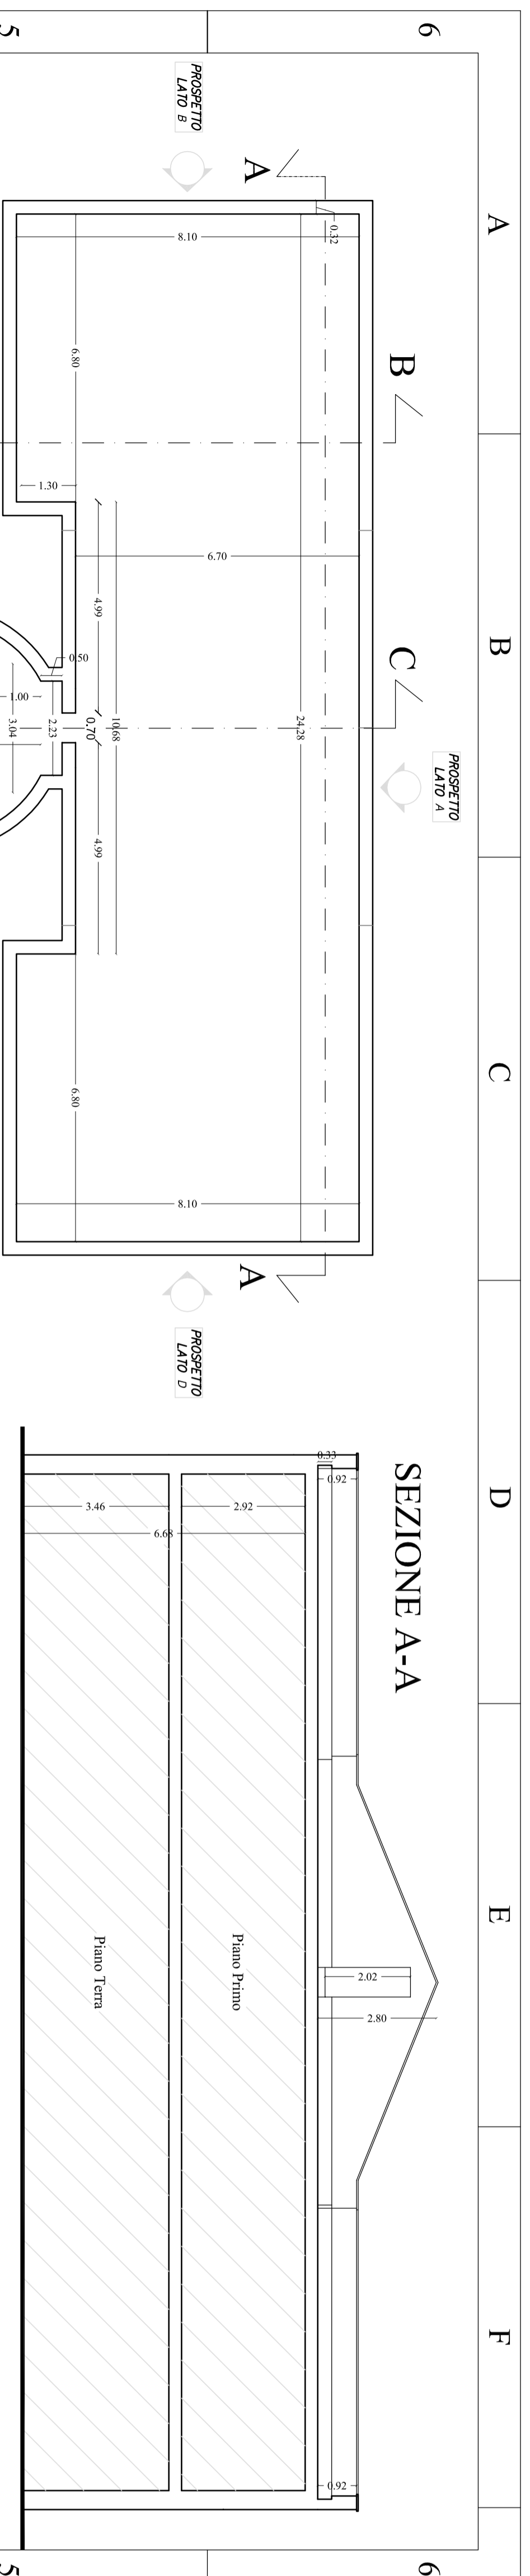 6
5
A
B
C
D
E
F
6
5
PROSPETTO
LATO B
A
B
C
PROSPETTO
LATO A
A
PROSPETTO
LATO D
0.32
8.10
6.80
1.30
6.70
4.99
0.50
1.00
3.04
2.23
0.70
10.68
24.28
4.99
6.80
8.10
SEZIONE A-A
0.33
0.92
3.46
2.92
6.68
2.02
2.80
Piano Primo
Piano Terra
0.92